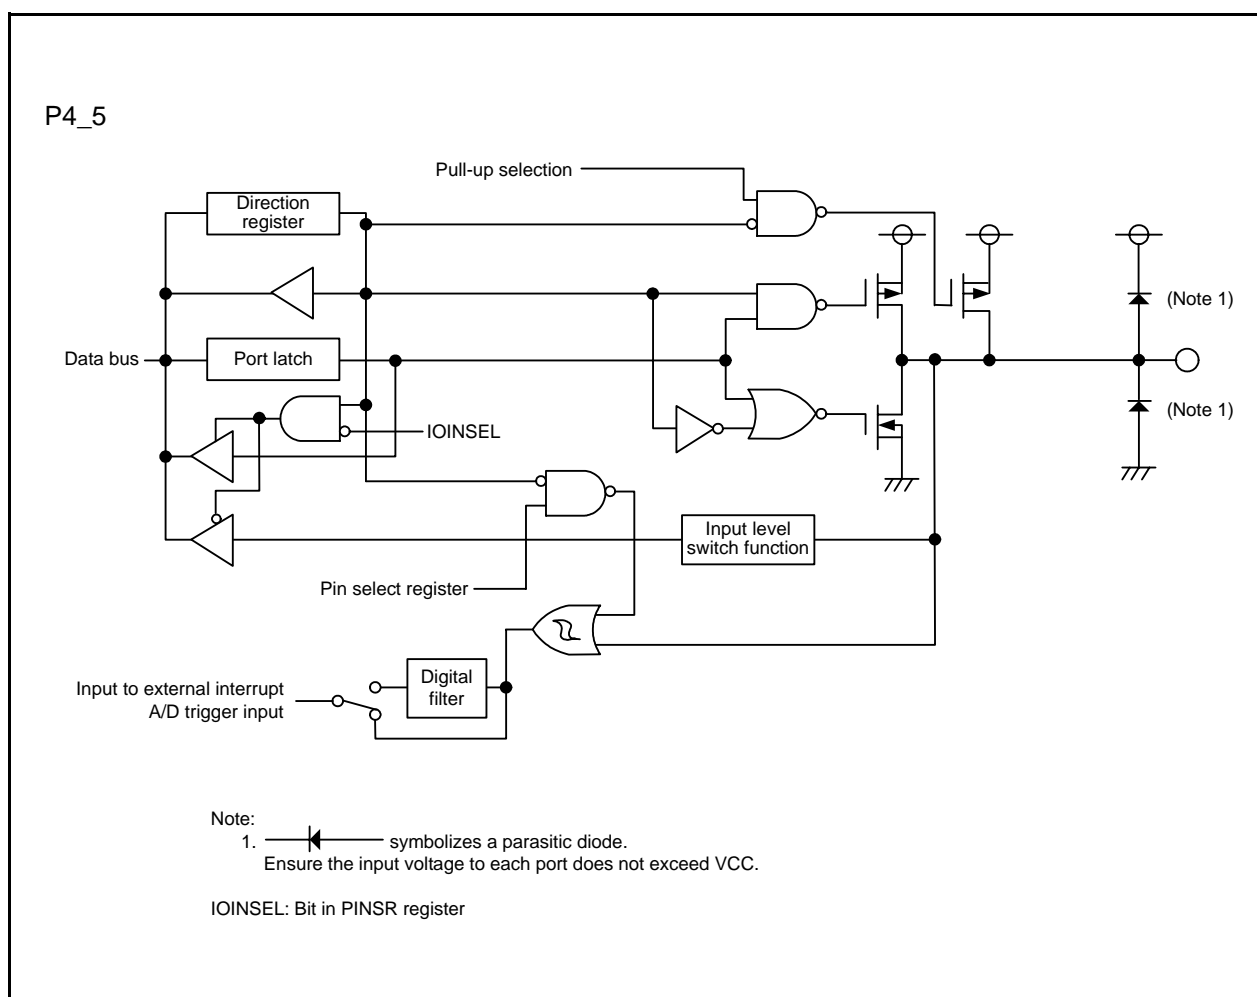 P4_5
Pull-up selection
Direction
register
(Note 1)
Data bus
Port latch
(Note 1)
IOINSEL
Input level
switch function
Pin select register
Digital
filter
Input to external interrupt
A/D trigger input
Note:
1. symbolizes a parasitic diode.
Ensure the input voltage to each port does not exceed VCC.
IOINSEL: Bit in PINSR register